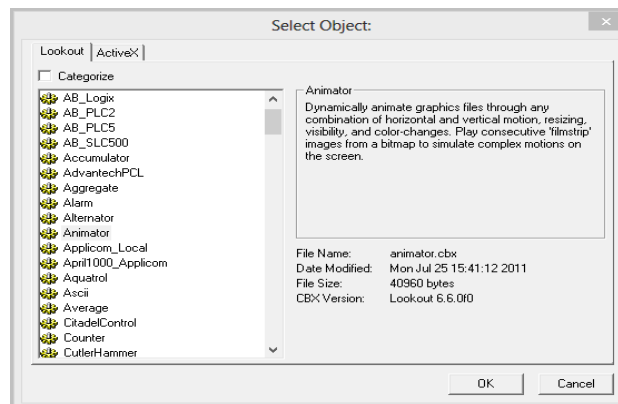 Select Object:
Lookout
ActiveX
Categorize
AB_Logix
AB_PLC2
AB_PLC5
AB_SLC500
Accumulator
AdvantechPCL
Aggregate
Alarm
Alternator
Animator
Applicom_Local
April1000_Applicom
Aquatrol
Ascii
Average
CitadelControl
Counter
CutlerHammer
Animator
Dynamically animate graphics files through any
combination of horizontal and vertical motion, resizing,
visibility, and color-changes. Play consecutive 'filmstrip'
images from a bitmap to simulate complex motions on
the screen.
File Name: animator.cbx
Date Modified: Mon Jul 25 15:41:12 2011
File Size: 40960 bytes
CBX Version: Lookout 6.6.0f0
OK
Cancel